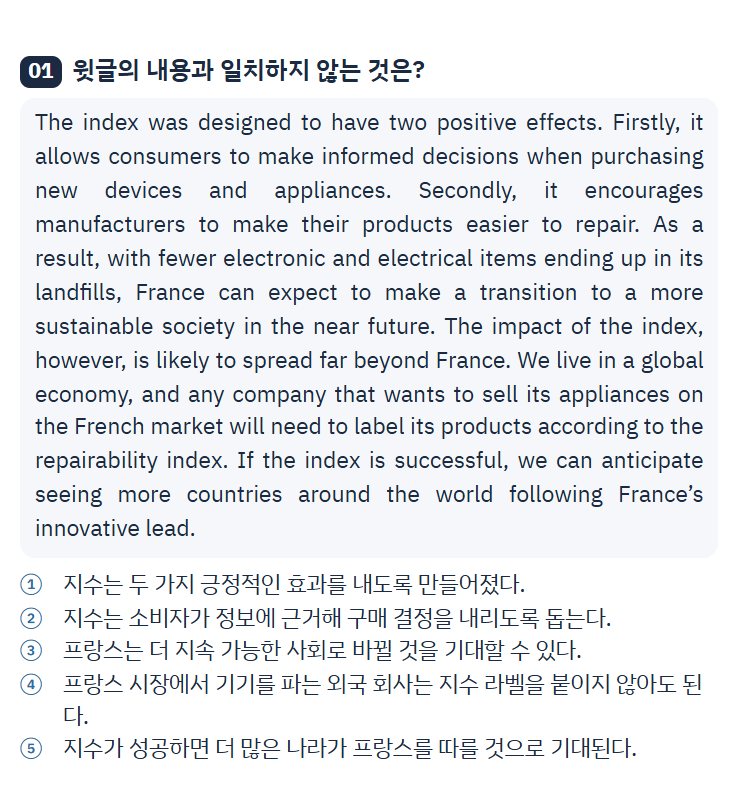 01 윗글의 내용과 일치하지 않는 것은?
The index was designed to have two positive effects. Firstly, it
allows consumers to make informed decisions when purchasing
new devices and appliances. Secondly, it encourages
manufacturers to make their products easier to repair. As a
result, with fewer electronic and electrical items ending up in its
landfills, France can expect to make a transition to a more
sustainable society in the near future. The impact of the index,
however, is likely to spread far beyond France. We live in a global
economy, and any company that wants to sell its appliances on
the French market will need to label its products according to the
repairability index. If the index is successful, we can anticipate
seeing more countries around the world following France’s
innovative lead.
① 지수는 두 가지 긍정적인 효과를 내도록 만들어졌다.
② 지수는 소비자가 정보에 근거해 구매 결정을 내리도록 돕는다.
③ 프랑스는 더 지속 가능한 사회로 바뀔 것을 기대할 수 있다.
④ 프랑스 시장에서 기기를 파는 외국 회사는 지수 라벨을 붙이지 않아도 된
다.
⑤ 지수가 성공하면 더 많은 나라가 프랑스를 따를 것으로 기대된다.